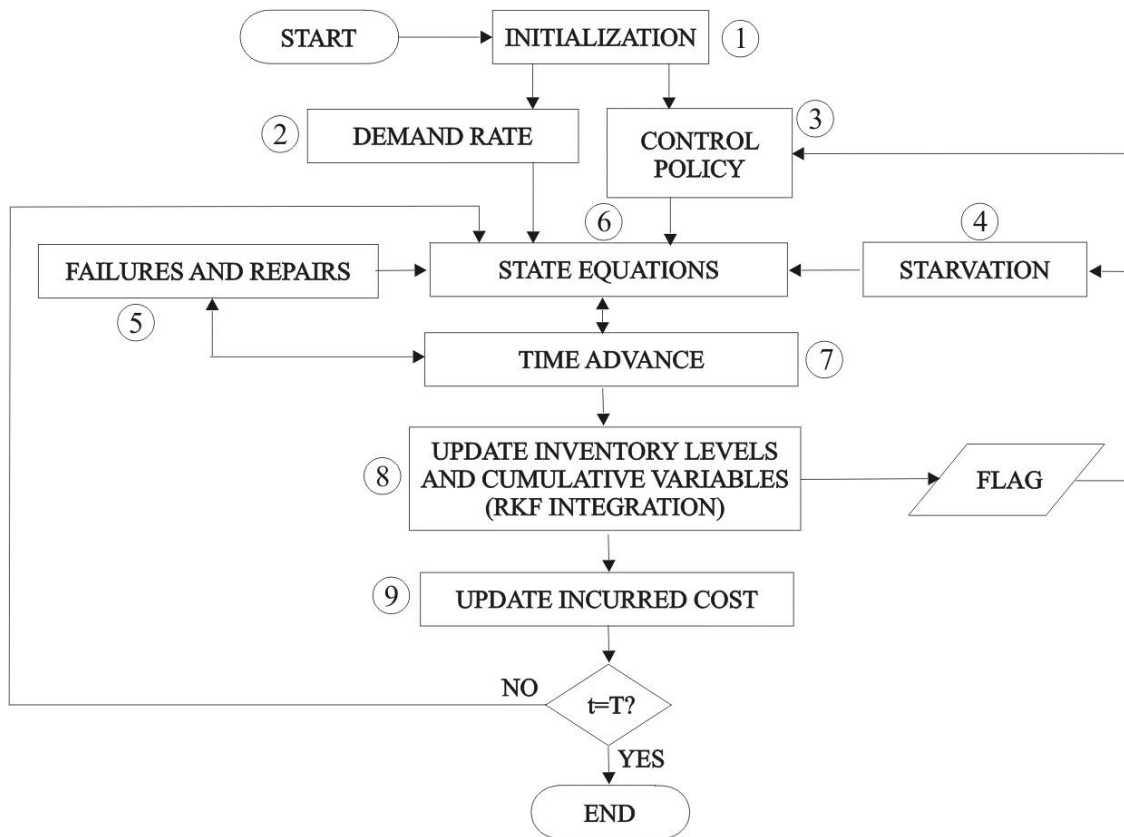 START
INITIALIZATION
1
2
DEMAND RATE
3
CONTROL
POLICY
6
4
FAILURES AND REPAIRS
STATE EQUATIONS
STARVATION
5
TIME ADVANCE
7
8
UPDATE INVENTORY LEVELS
AND CUMULATIVE VARIABLES
(RKF INTEGRATION)
FLAG
9
UPDATE INCURRED COST
NO
t=T?
YES
END